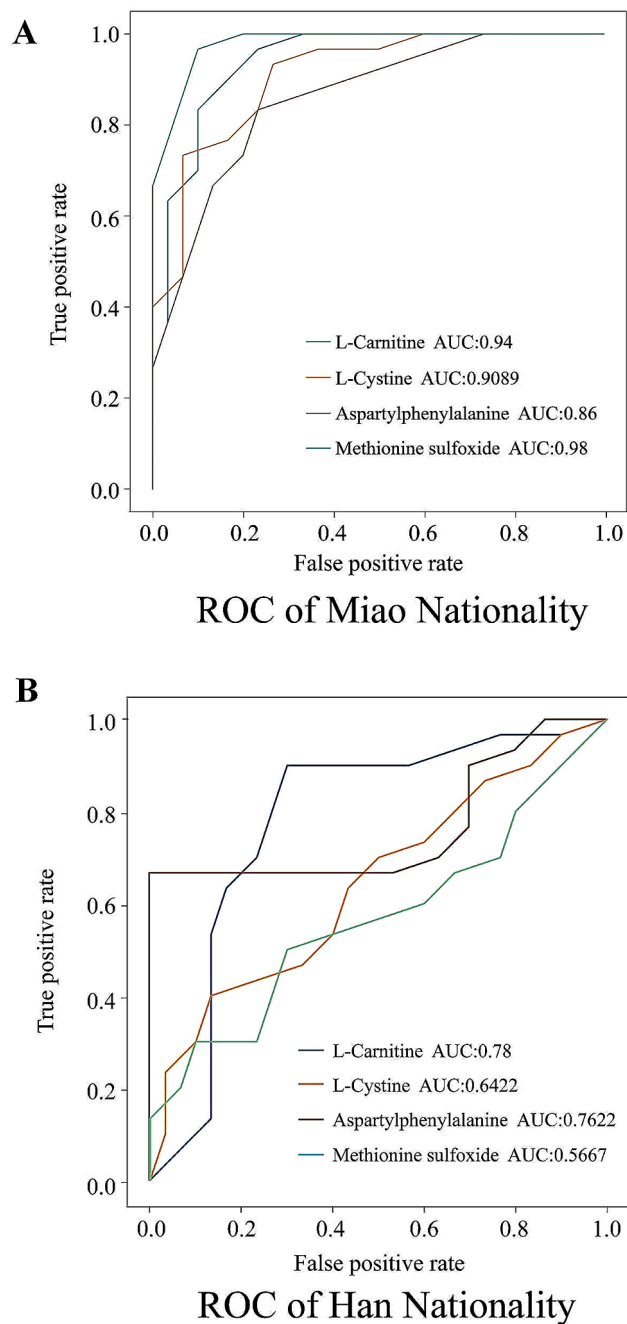 A
1.0
0.8
0.6
0.4
0.2
0.0
True positive rate
L-Carnitine AUC:0.94
L-Cystine AUC:0.9089
Aspartylphenylalanine AUC:0.86
Methionine sulfoxide AUC:0.98
0.0 0.2 0.4 0.6 0.8 1.0
False positive rate
ROC of Miao Nationality
B
1.0
0.8
0.6
0.4
0.2
0.0
True positive rate
L-Carnitine AUC:0.78
L-Cystine AUC:0.6422
Aspartylphenylalanine AUC:0.7622
Methionine sulfoxide AUC:0.5667
0.0 0.2 0.4 0.6 0.8 1.0
False positive rate
ROC of Han Nationality